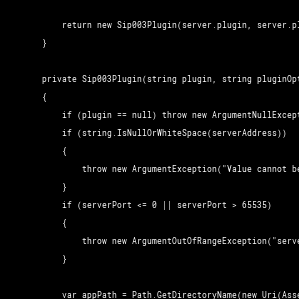 return new Sip003Plugin(server.plugin, server.pl
}
private Sip003Plugin(string plugin, string pluginOpt
{
if (plugin == null) throw new ArgumentNullExcept
if (string.IsNullOrWhiteSpace(serverAddress))
{
throw new ArgumentException("Value cannot be
}
if (serverPort <= 0 || serverPort > 65535)
{
throw new ArgumentOutOfRangeException("serve
}
var appPath = Path.GetDirectoryName(new Uri(Asse